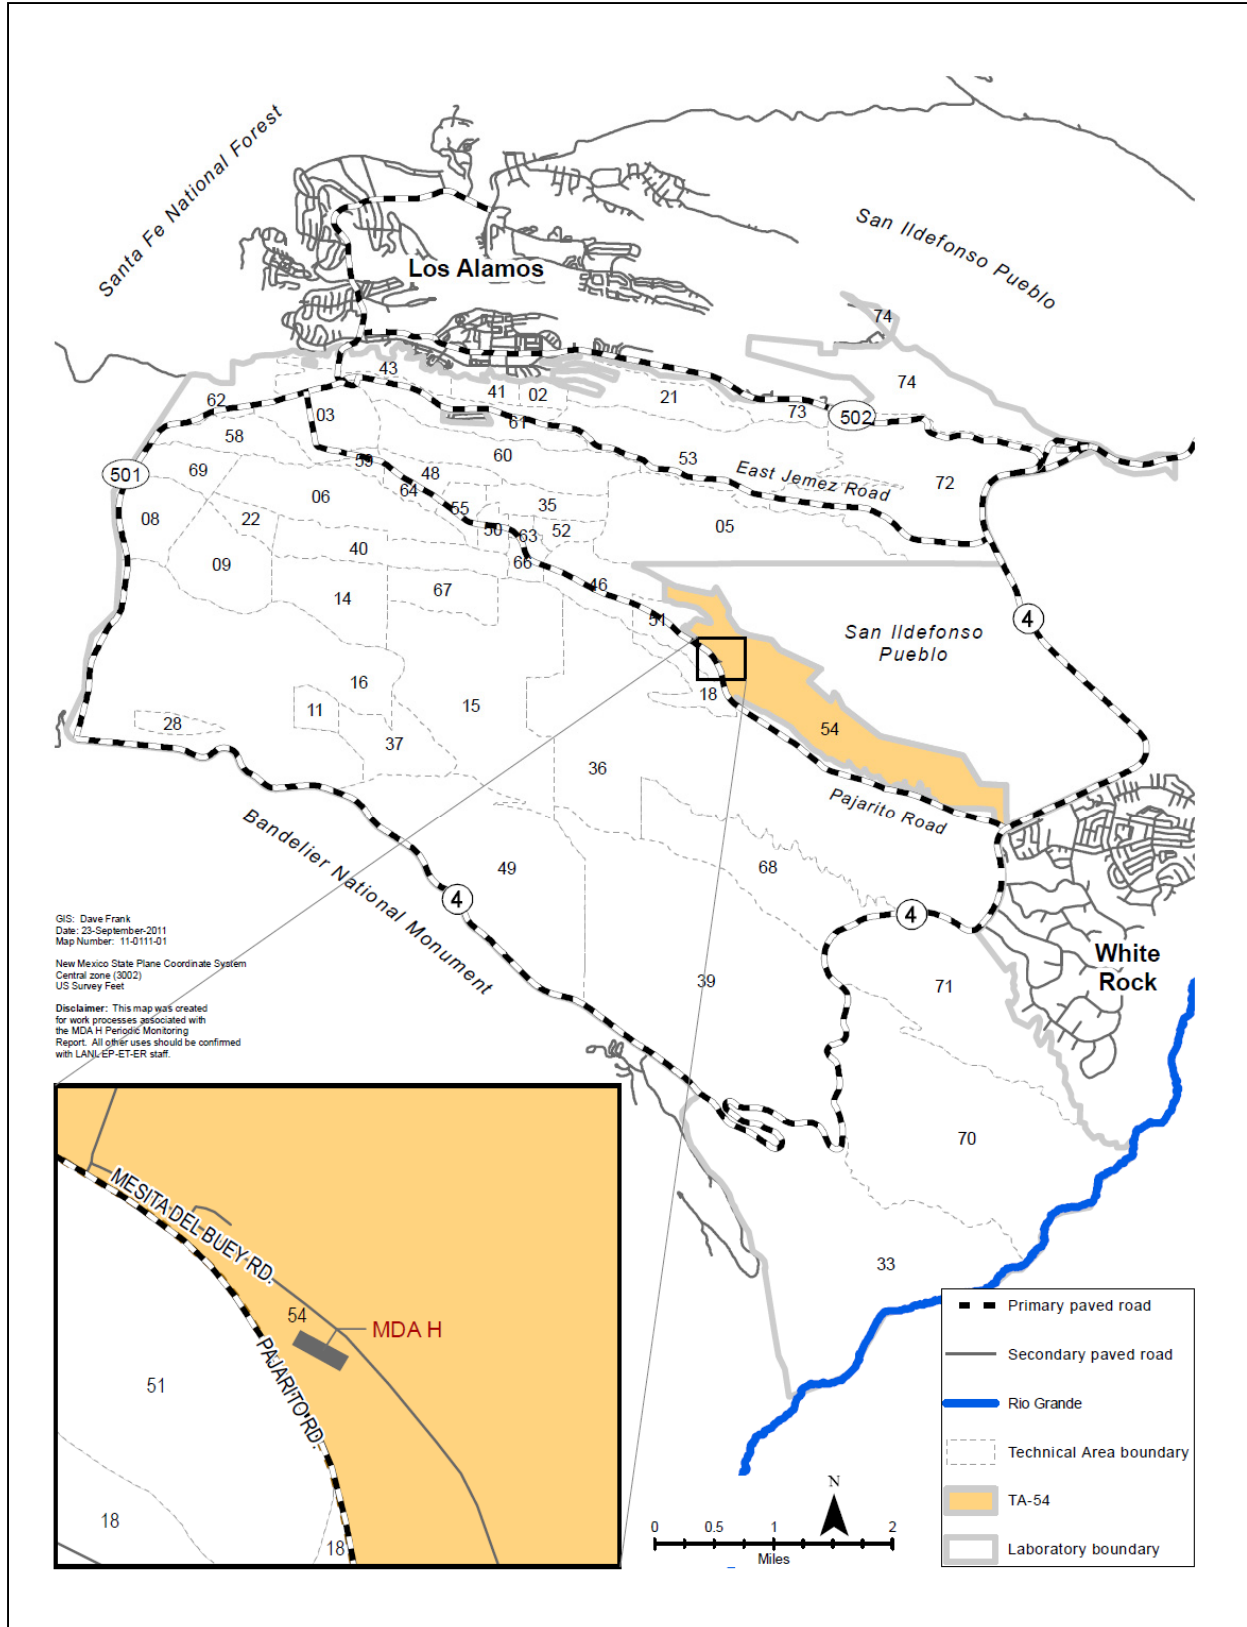 Santa Fe National Forest
San Ildefonso Pueblo
Los Alamos
74
74
43
41
02
21
73
502
62
03
61
58
60
53
East Jemez Road
72
501
69
59
48
64
06
35
55
08
22
50
63
52
05
40
66
09
46
14
67
51
San Ildefonso
Pueblo
4
16
18
11
15
54
28
37
36
Pajarito Road
Bandelier National Monument
49
68
4
4
White
Rock
39
71
70
33
GIS: Dave Frank
Date: 23-September-2011
Map Number: 11-0111-01
New Mexico State Plane Coordinate System
Central zone (3002)
US Survey Feet
Disclaimer: This map was created
for work processes associated with
the MDA H Periodic Monitoring
Report. All other uses should be confirmed
with LANL EP-ET-ER staff.
MESITA DEL BUEY RD.
54
MDA H
PAJARITO RD.
51
18
18
N
0 0.5 1 2
Miles
Primary paved road
Secondary paved road
Rio Grande
Technical Area boundary
TA-54
Laboratory boundary